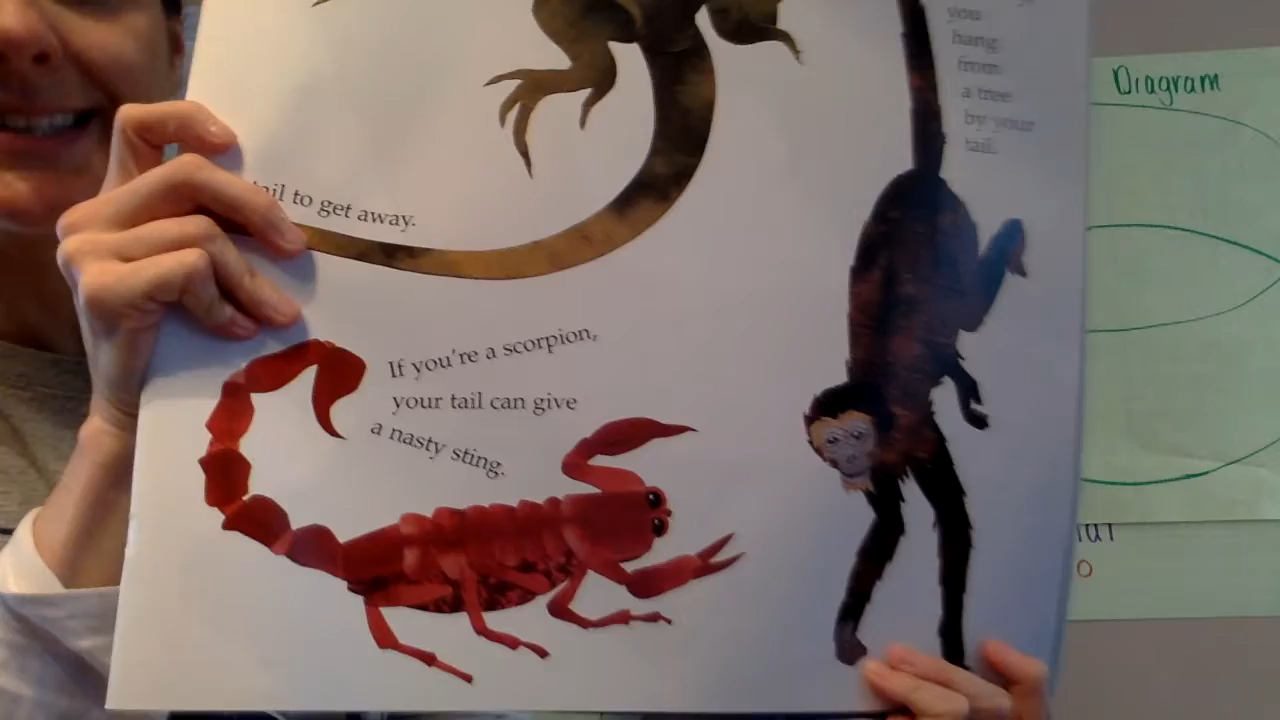 you
hang
from
a tree
by your
tail.
Diagram
tail to get away.
If you're a scorpion,
your tail can give
a nasty sting.